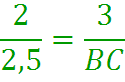 2/2,5 = 3/BC